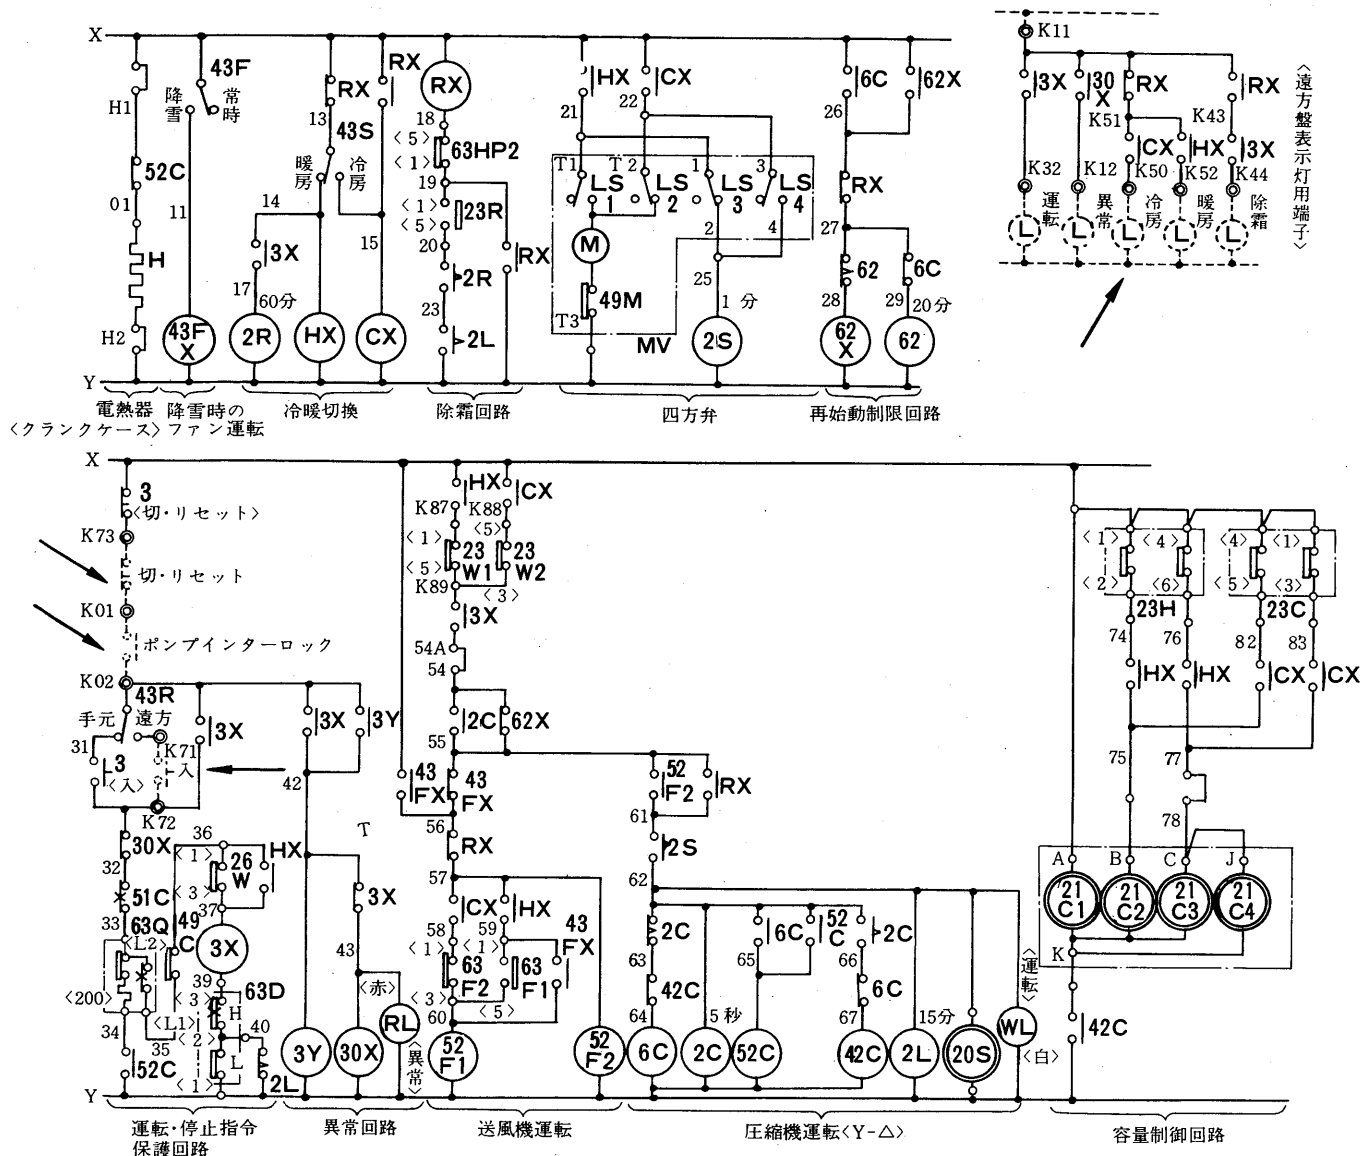 X
43F
降雪
常時
H1
52C
01
H
H2
11
43F
X
RX
13
43S
暖房
冷房
14
15
3X
17
60分
2R
HX
CX
RX
RX
18
〈5〉
〈1〉
63HP2
19
〈1〉
〈5〉
23R
20
2R
23
2L
RX
HX
21
CX
22
T1
T2
1
3
LS
1
LS
2
LS
3
LS
4
2
4
M
49M
T3
25
1分
2S
MV
6C
62X
26
RX
27
62
6C
28
29
20分
62
X
62
Y
電熱器
〈クランクケース〉
降雪時の
ファン運転
冷暖切換
除霜回路
四方弁
再始動制限回路
K11
3X
30
X
RX
RX
K51
K43
CX
HX
3X
K32
K12
K50
K52
K44
運転
異常
冷房
暖房
除霜
L
L
L
L
L
〈遠方盤表示灯用端子〉
X
3
〈切・リセット〉
K73
切・リセット
K01
ポンプインターロック
K02
43R
手元
遠方
31
3
〈入〉
K71
入
K72
3X
30X
32
51C
33
63Q
〈L2〉
49
C
〈200〉
〈L1〉
34
35
52C
36
〈1〉
26
W
〈3〉
HX
37
3X
39
〈3〉
63D
H
〈2〉
40
L
〈1〉
2L
3X
3Y
42
T
3X
43
〈赤〉
RL
〈異常〉
3Y
30X
HX
CX
K87
K88
〈1〉
〈5〉
23
W1
〈5〉
23
W2
K89
〈3〉
3X
54A
54
2C
62X
55
43
FX
43
FX
56
RX
57
CX
HX
58
59
43
FX
〈1〉
〈1〉
63
F2
63
F1
〈3〉
〈5〉
60
52
F1
52
F2
52
F2
RX
61
2S
62
2C
6C
52
C
2C
63
65
66
42C
6C
64
5秒
67
15分
6C
2C
52C
42C
2L
20S
〈運転〉
WL
〈白〉
〈1〉
〈4〉
〈4〉
〈1〉
〈2〉
〈6〉
〈5〉
〈3〉
23H
23C
74
76
82
83
HX
HX
CX
CX
75
77
78
A
B
C
J
21
C1
21
C2
21
C3
21
C4
K
42C
Y
運転・停止指令
保護回路
異常回路
送風機運転
圧縮機運転〈Y-△〉
容量制御回路